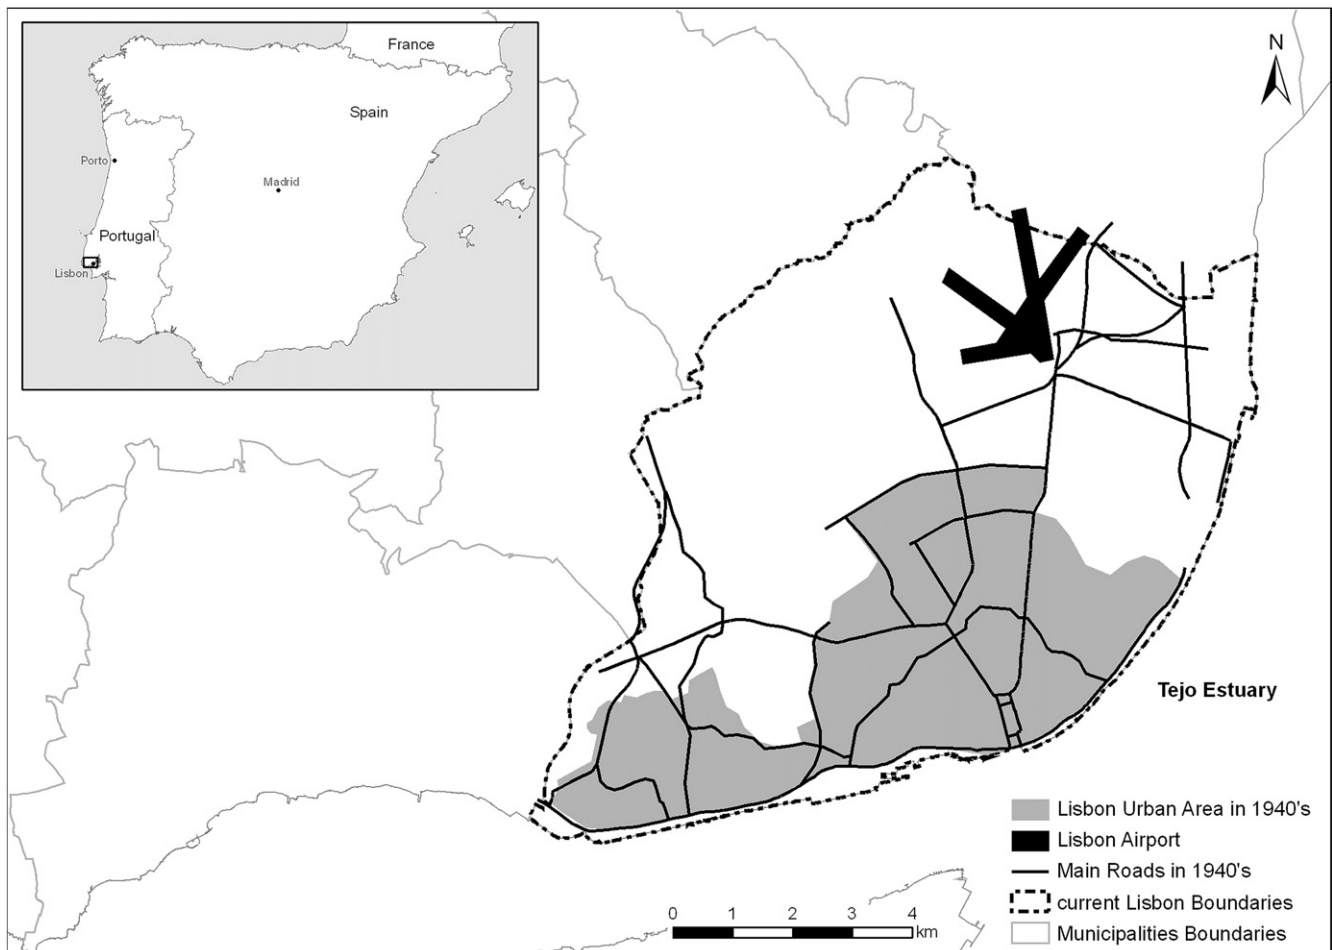 France
Spain
Porto
Madrid
Portugal
Lisbon
N
Tejo Estuary
Lisbon Urban Area in 1940's
Lisbon Airport
Main Roads in 1940's
current Lisbon Boundaries
Municipalities Boundaries
0 1 2 3 4
km